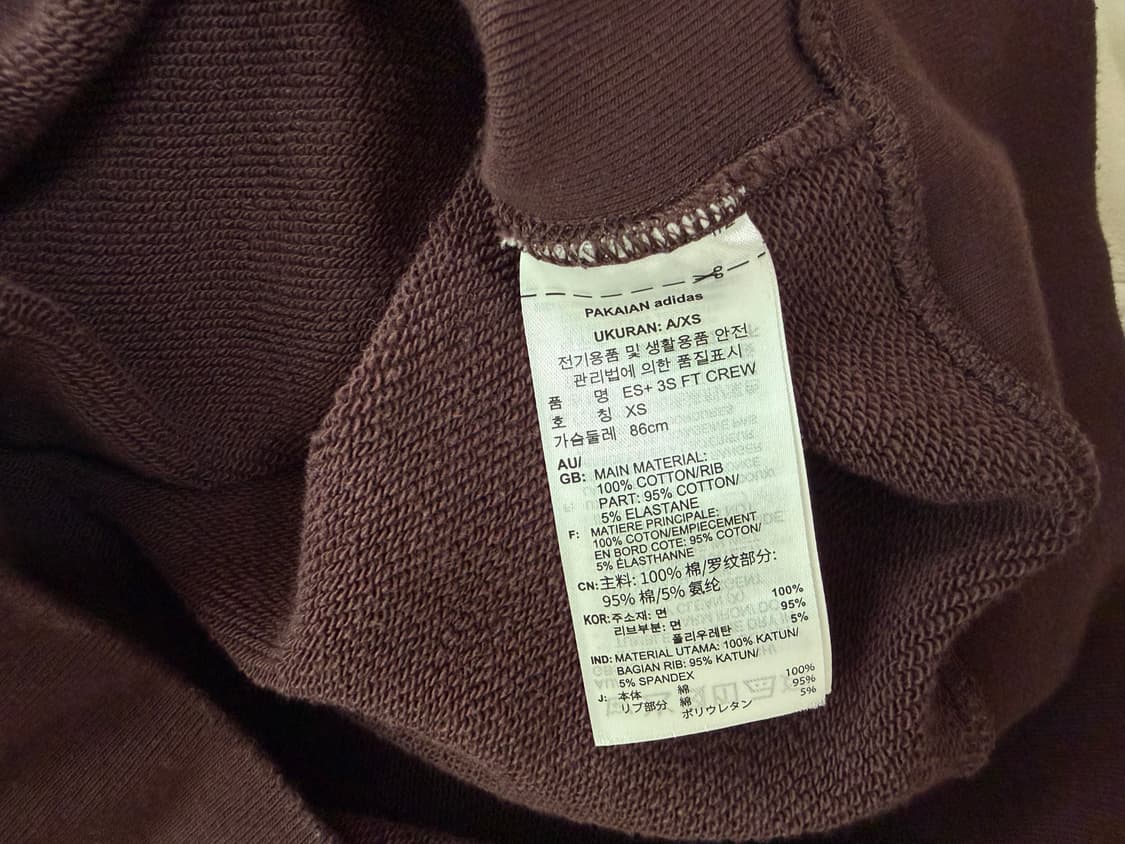 PAKAIAN adidas
UKURAN: A/XS
전기용품 및 생활용품 안전
관리법에 의한 품질표시
품 명 ES+ 3S FT CREW
호 칭 XS
가슴둘레 86cm
AU/
GB: MAIN MATERIAL:
100% COTTON/RIB
PART: 95% COTTON/
5% ELASTANE
F: MATIERE PRINCIPALE:
100% COTON/EMPIECEMENT
EN BORD COTE: 95% COTON/
5% ÉLASTHANNE
CN: 主料: 100% 棉/罗纹部分:
95% 棉/5% 氨纶
KOR: 주소재: 면 100%
리브부분: 면 95%
폴리우레탄 5%
IND: MATERIAL UTAMA: 100% KATUN/
BAGIAN RIB: 95% KATUN/
5% SPANDEX
J: 本体 綿 100%
リブ部分 綿 95%
ポリウレタン 5%